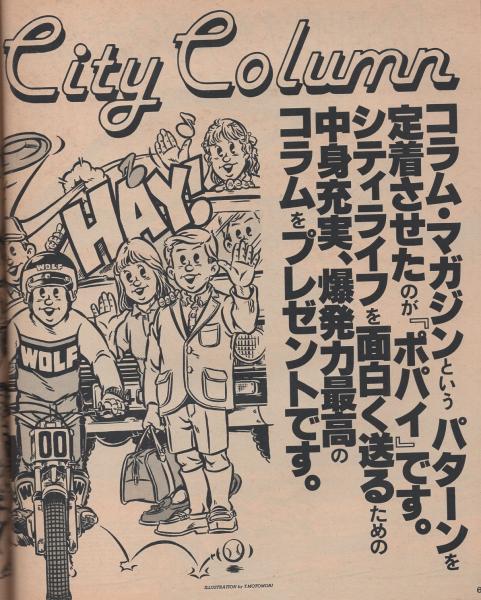 City Column
コラム・マガジンというパターンを
定着させたのが『ポパイ』です。
シティライフを面白く送るための
中身充実、爆発力最高の
コラムをプレゼントです。
HAY!
WOLF
WOLF
00
ILLUSTRATION by T.MOTOMORI
6